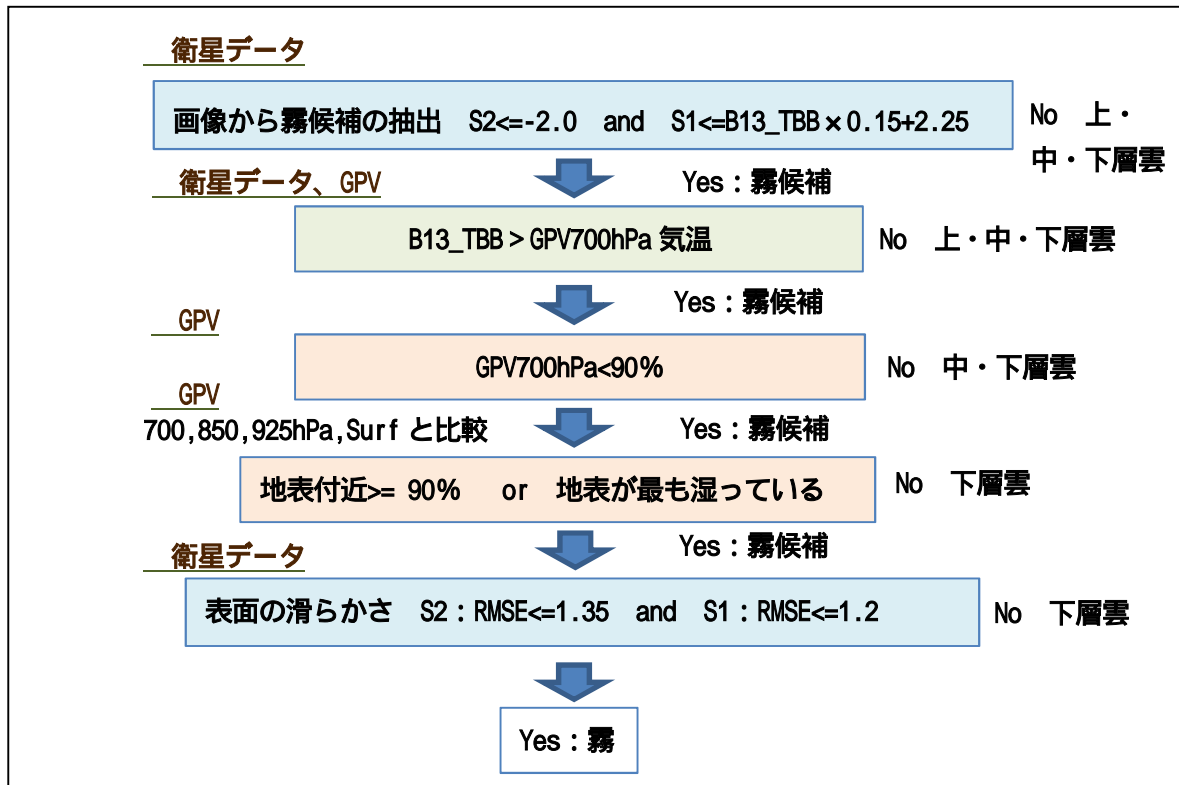 衛星データ
画像から霧候補の抽出　S2<=-2.0　and　S1<=B13_TBB×0.15+2.25
No　上・
中・下層雲
Yes：霧候補
衛星データ、GPV
B13_TBB＞GPV700hPa 気温
No　上・中・下層雲
Yes：霧候補
GPV
GPV700hPa<90%
No　中・下層雲
GPV
700,850,925hPa,Surf と比較
Yes：霧候補
地表付近>= 90%　or　地表が最も湿っている
No　下層雲
Yes：霧候補
衛星データ
表面の滑らかさ　S2：RMSE<=1.35　and　S1：RMSE<=1.2
No　下層雲
Yes：霧